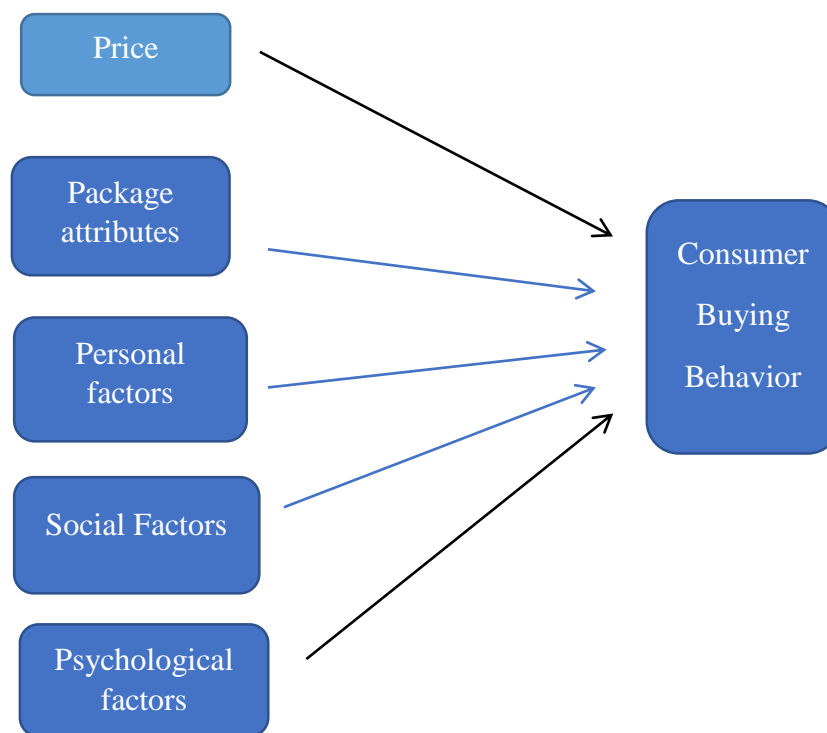 Price
Package
attributes
Personal
factors
Social Factors
Psychological
factors
Consumer
Buying
Behavior